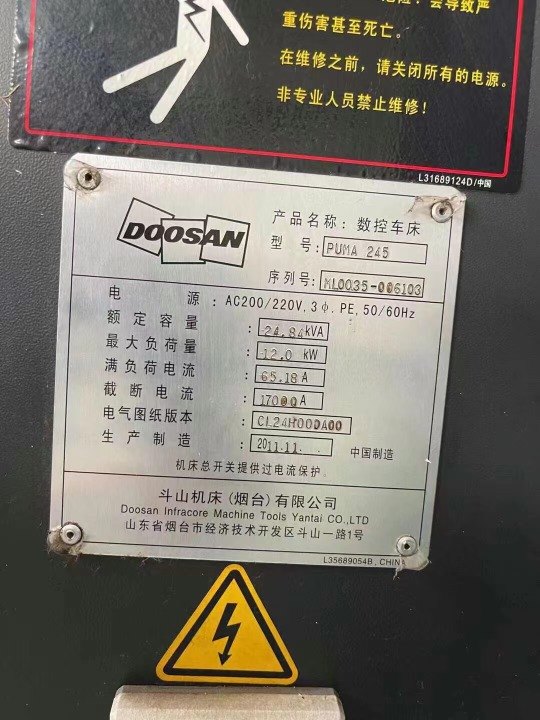 危险：会导致严
重伤害甚至死亡。
在维修之前，请关闭所有的电源。
非专业人员禁止维修！
L31689124D/中国
DOOSAN
产品名称：数控车床
型 号：PUMA 245
序列号：ML0035-006103
电 源：AC200/220V,3φ.PE,50/60Hz
额定容量：24.84kVA
最大负荷量：12.0 kW
满负荷电流：65.18 A
截断电流：17000A
电气图纸版本：CL24H000A00
生产制造：2011.11. 中国制造
机床总开关提供过电流保护。
斗山机床(烟台)有限公司
Doosan Infracore Machine Tools Yantai CO.,LTD
山东省烟台市经济技术开发区斗山一路1号
L35689054B, CHINA